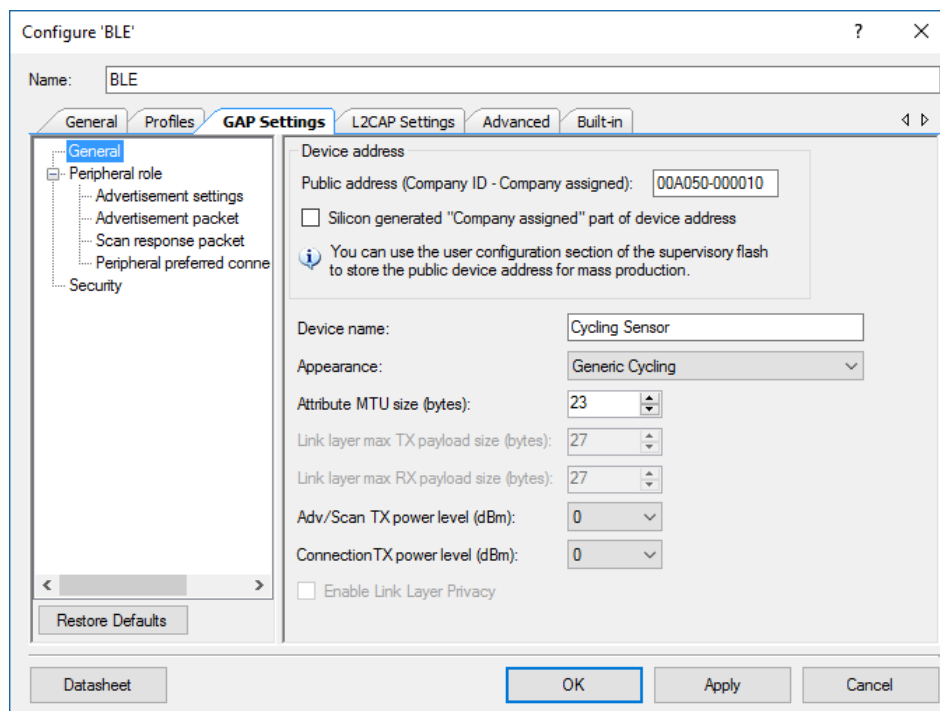 Configure 'BLE'
?
Name:
BLE
General
Profiles
GAP Settings
L2CAP Settings
Advanced
Built-in
General
Peripheral role
Advertisement settings
Advertisement packet
Scan response packet
Peripheral preferred conne
Security
Restore Defaults
Device address
Public address (Company ID - Company assigned):
00A050-000010
Silicon generated "Company assigned" part of device address
You can use the user configuration section of the supervisory flash
to store the public device address for mass production.
Device name:
Cycling Sensor
Appearance:
Generic Cycling
Attribute MTU size (bytes):
23
Link layer max TX payload size (bytes):
27
Link layer max RX payload size (bytes):
27
Adv/Scan TX power level (dBm):
0
Connection TX power level (dBm):
0
Enable Link Layer Privacy
Datasheet
OK
Apply
Cancel